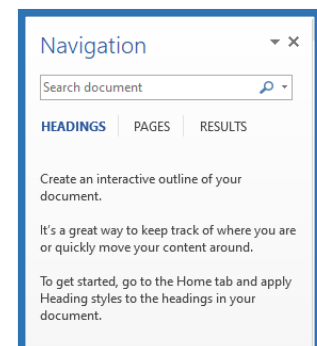 Navigation
Search document
HEADINGS PAGES RESULTS
Create an interactive outline of your
document.
It's a great way to keep track of where you are
or quickly move your content around.
To get started, go to the Home tab and apply
Heading styles to the headings in your
document.